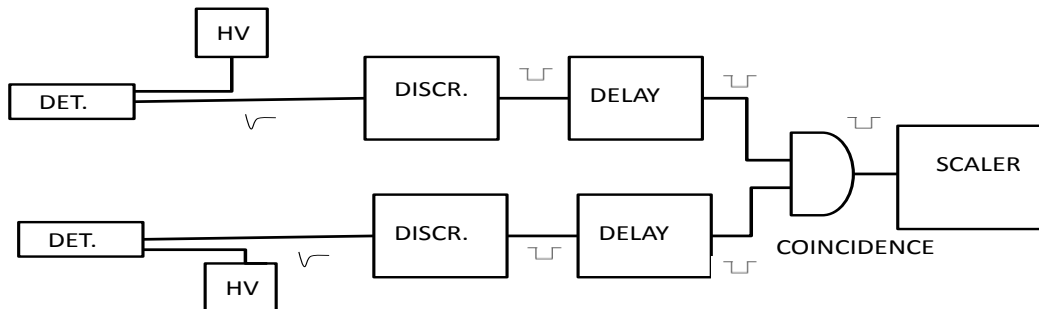 HV
DET.
DISCR.
DELAY
SCALER
DET.
DISCR.
DELAY
COINCIDENCE
HV